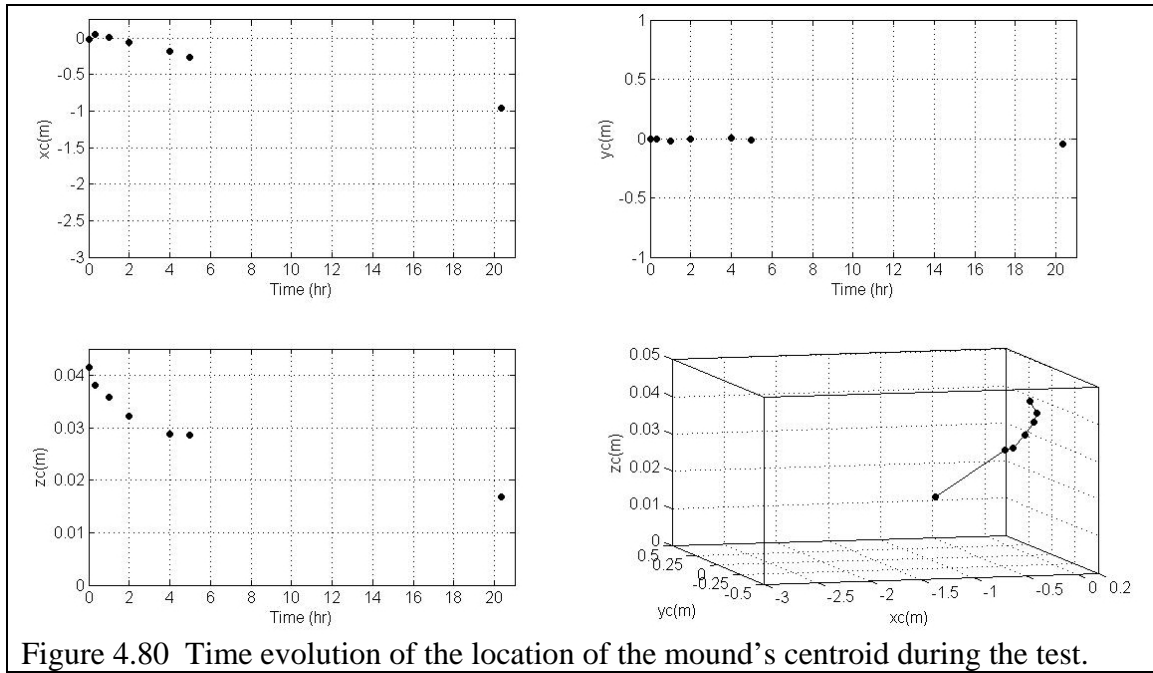 0
-0.5
-1
-1.5
-2
-2.5
-3
xc(m)
0 2 4 6 8 10 12 14 16 18 20
Time (hr)
1
0.5
0
-0.5
-1
yc(m)
0 2 4 6 8 10 12 14 16 18 20
Time (hr)
0.04
0.03
0.02
0.01
0
zc(m)
0 2 4 6 8 10 12 14 16 18 20
Time (hr)
0.05
0.04
0.03
0.02
0.01
0
zc(m)
0.5
0.25
0
-0.25
-0.5
yc(m)
-3 -2.5 -2 -1.5 -1 -0.5 0 0.2
xc(m)
Figure 4.80 Time evolution of the location of the mound's centroid during the test.